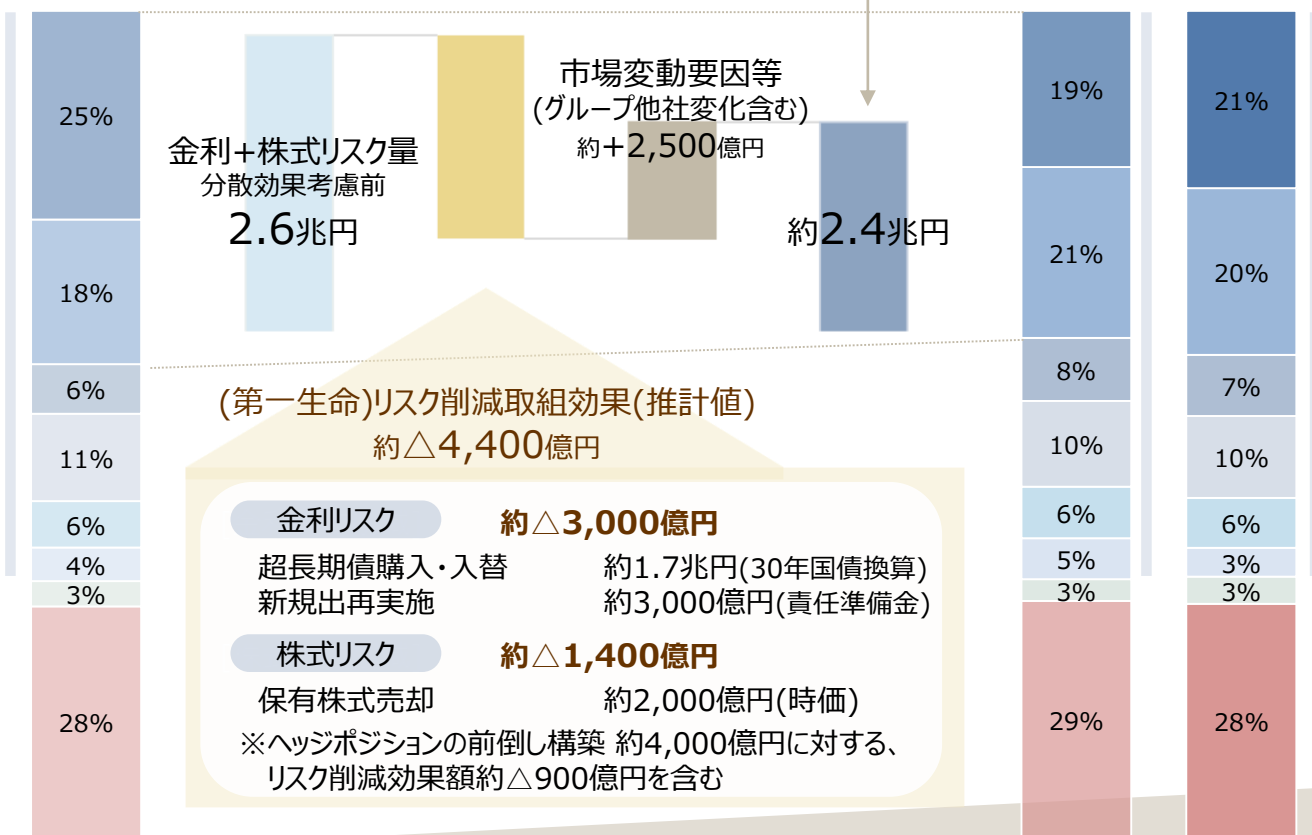 25%
18%
6%
11%
6%
4%
3%
28%
金利+株式リスク量
分散効果考慮前
2.6兆円
市場変動要因等
(グループ他社変化含む)
約+2,500億円
約2.4兆円
(第一生命)リスク削減取組効果(推計値)
約△4,400億円
金利リスク 約△3,000億円
超長期債購入・入替 約1.7兆円(30年国債換算)
新規出再実施 約3,000億円(責任準備金)
株式リスク 約△1,400億円
保有株式売却 約2,000億円(時価)
※ヘッジポジションの前倒し構築 約4,000億円に対する、
リスク削減効果額約△900億円を含む
19%
21%
8%
10%
6%
5%
3%
29%
21%
20%
7%
10%
6%
3%
3%
28%